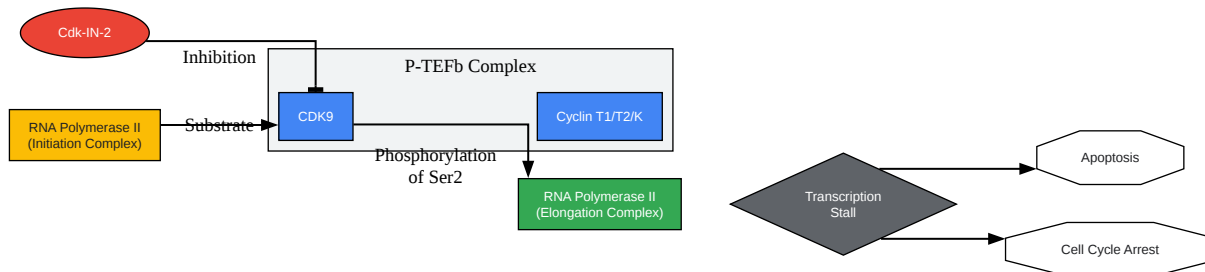 Cdk-IN-2
Inhibition
P-TEFb Complex
RNA Polymerase II
(Initiation Complex)
Substrate
CDK9
Cyclin T1/T2/K
Phosphorylation
of Ser2
RNA Polymerase II
(Elongation Complex)
Transcription
Stall
Apoptosis
Cell Cycle Arrest